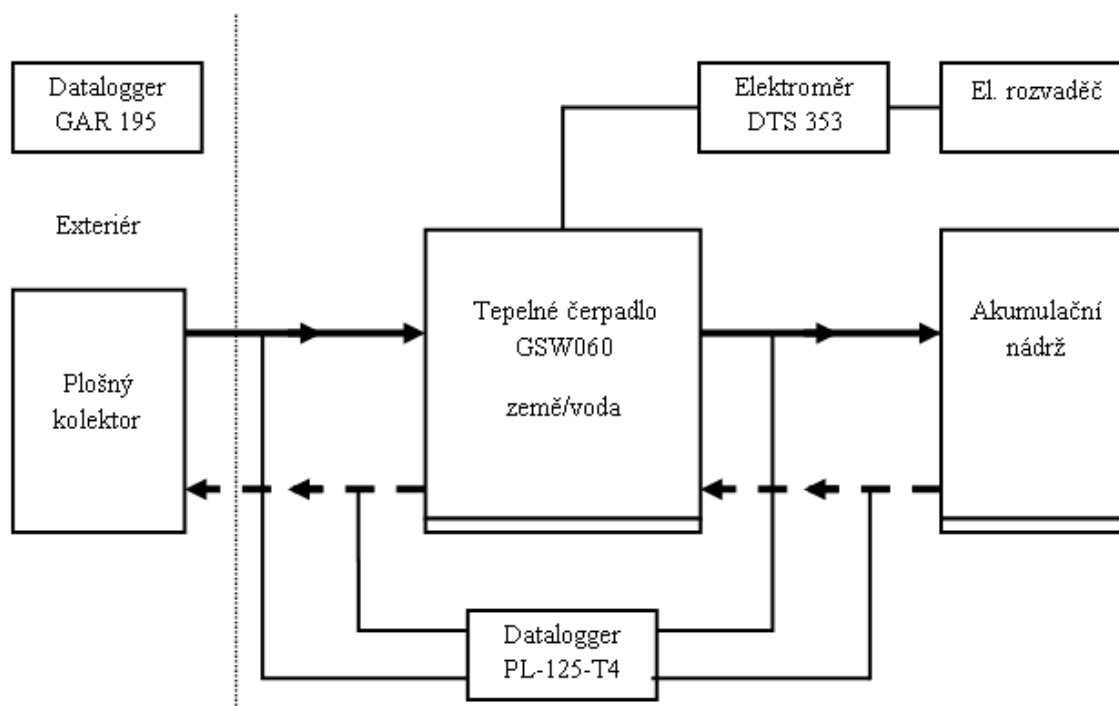 Datalogger
GAR 195
Elektroměr
DTS 353
El. rozvaděč
Exteriér
Plošný
kolektor
Tepelné čerpadlo
GSW060
země/voda
Akumulační
nádrž
Datalogger
PL-125-T4